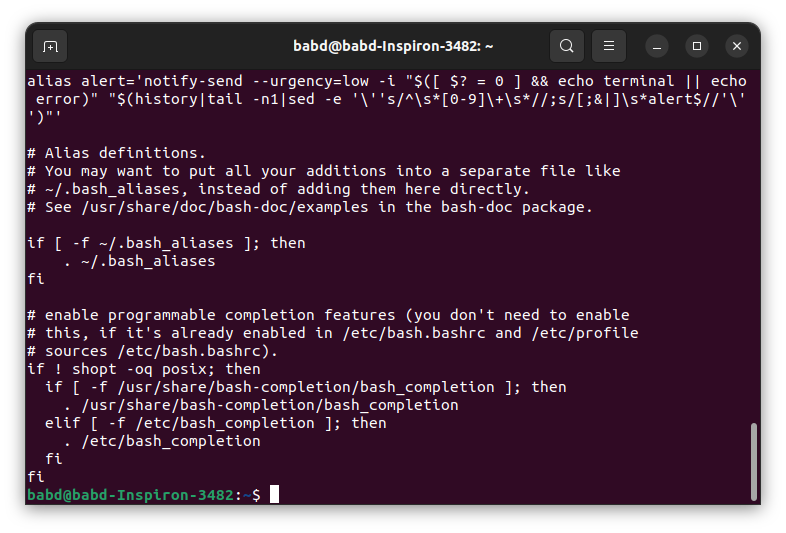 babd@babd-Inspiron-3482: ~
alias alert='notify-send --urgency=low -i "$([ $? = 0 ] && echo terminal || echo
 error)" "$(history|tail -n1|sed -e '\''s/^\s*[0-9]\+\s*//;s/[;&|]\s*alert$//'\'
')"'
# Alias definitions.
# You may want to put all your additions into a separate file like
# ~/.bash_aliases, instead of adding them here directly.
# See /usr/share/doc/bash-doc/examples in the bash-doc package.
if [ -f ~/.bash_aliases ]; then
    . ~/.bash_aliases
fi
# enable programmable completion features (you don't need to enable
# this, if it's already enabled in /etc/bash.bashrc and /etc/profile
# sources /etc/bash.bashrc).
if ! shopt -oq posix; then
  if [ -f /usr/share/bash-completion/bash_completion ]; then
    . /usr/share/bash-completion/bash_completion
  elif [ -f /etc/bash_completion ]; then
    . /etc/bash_completion
  fi
fi
babd@babd-Inspiron-3482:~$